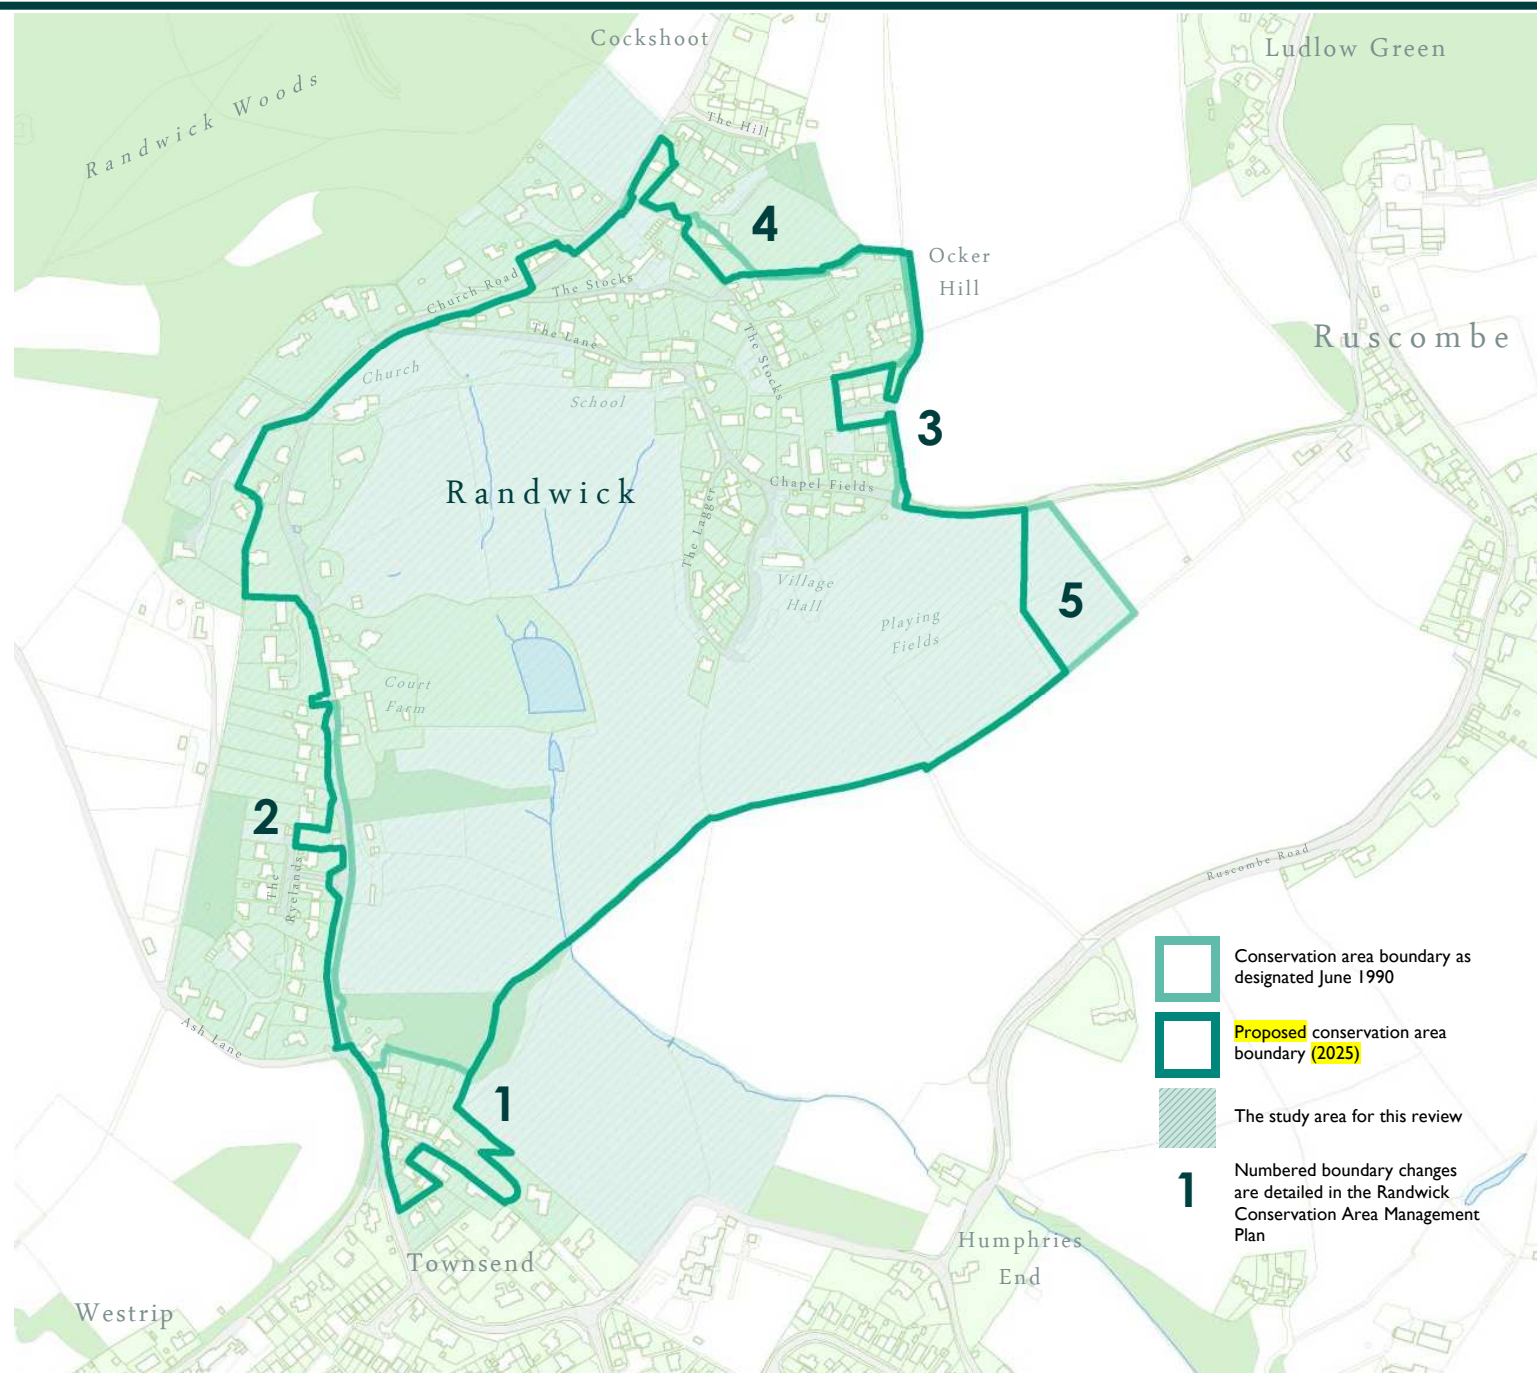 Cockshoot
Ludlow Green
Randwick Woods
The Hill
4
Ocker
Hill
Church Road
The Stocks
The Lane
The Stocks
Ruscombe
Church
School
3
Randwick
Chapel Fields
The Lagger
Village
Hall
Playing
Fields
5
Court
Farm
2
The
Ryelands
Ruscombe Road
Ash Lane
1
Townsend
Humphries
End
Westrip
Conservation area boundary as
designated June 1990
Proposed conservation area
boundary (2025)
The study area for this review
1
Numbered boundary changes
are detailed in the Randwick
Conservation Area Management
Plan